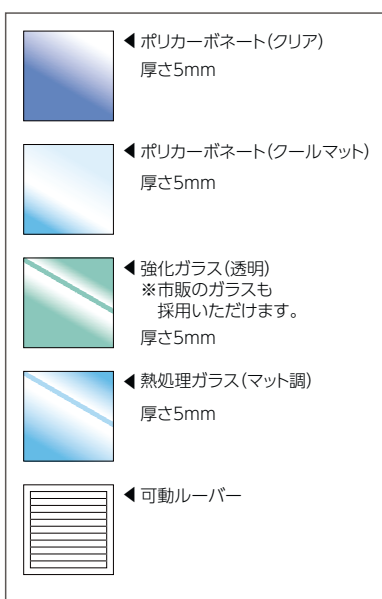 ◀ ポリカーボネート(クリア)
厚さ5mm
◀ ポリカーボネート(クールマット)
厚さ5mm
◀ 強化ガラス(透明)
※市販のガラスも
採用いただけます。
厚さ5mm
◀ 熱処理ガラス(マット調)
厚さ5mm
◀ 可動ルーバー